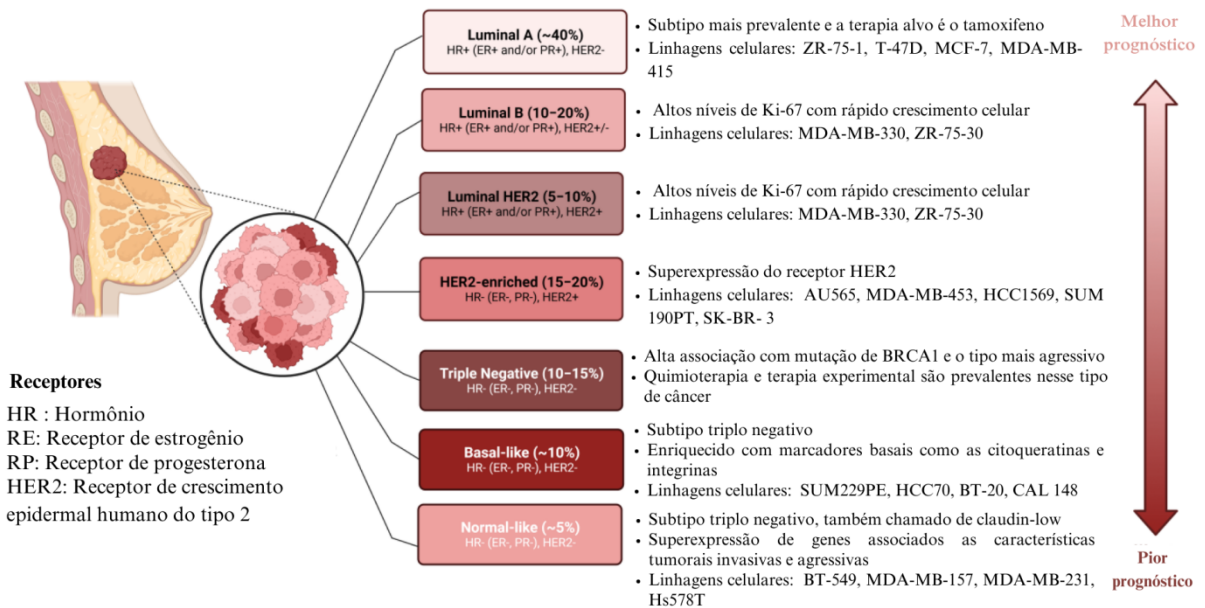 Luminal A (~40%)
HR+ (ER+ and/or PR+), HER2-
• Subtipo mais prevalente e a terapia alvo é o tamoxifeno
• Linhagens celulares: ZR-75-1, T-47D, MCF-7, MDA-MB-
415
Melhor
prognóstico
Luminal B (10–20%)
HR+ (ER+ and/or PR+), HER2+/-
• Altos níveis de Ki-67 com rápido crescimento celular
• Linhagens celulares: MDA-MB-330, ZR-75-30
Luminal HER2 (5–10%)
HR+ (ER+ and/or PR+), HER2+
• Altos níveis de Ki-67 com rápido crescimento celular
• Linhagens celulares: MDA-MB-330, ZR-75-30
HER2-enriched (15–20%)
HR- (ER-, PR-), HER2+
• Superexpressão do receptor HER2
• Linhagens celulares: AU565, MDA-MB-453, HCC1569, SUM
190PT, SK-BR- 3
Triple Negative (10–15%)
HR- (ER-, PR-), HER2-
• Alta associação com mutação de BRCA1 e o tipo mais agressivo
• Quimioterapia e terapia experimental são prevalentes nesse tipo
de câncer
Basal-like (~10%)
HR- (ER-, PR-), HER2-
• Subtipo triplo negativo
• Enriquecido com marcadores basais como as citoqueratinas e
integrinas
• Linhagens celulares: SUM229PE, HCC70, BT-20, CAL 148
Normal-like (~5%)
HR- (ER-, PR-), HER2-
• Subtipo triplo negativo, também chamado de claudin-low
• Superexpressão de genes associados as características
tumorais invasivas e agressivas
• Linhagens celulares: BT-549, MDA-MB-157, MDA-MB-231,
Hs578T
Pior
prognóstico
Receptores
HR : Hormônio
RE: Receptor de estrogênio
RP: Receptor de progesterona
HER2: Receptor de crescimento
epidermal humano do tipo 2